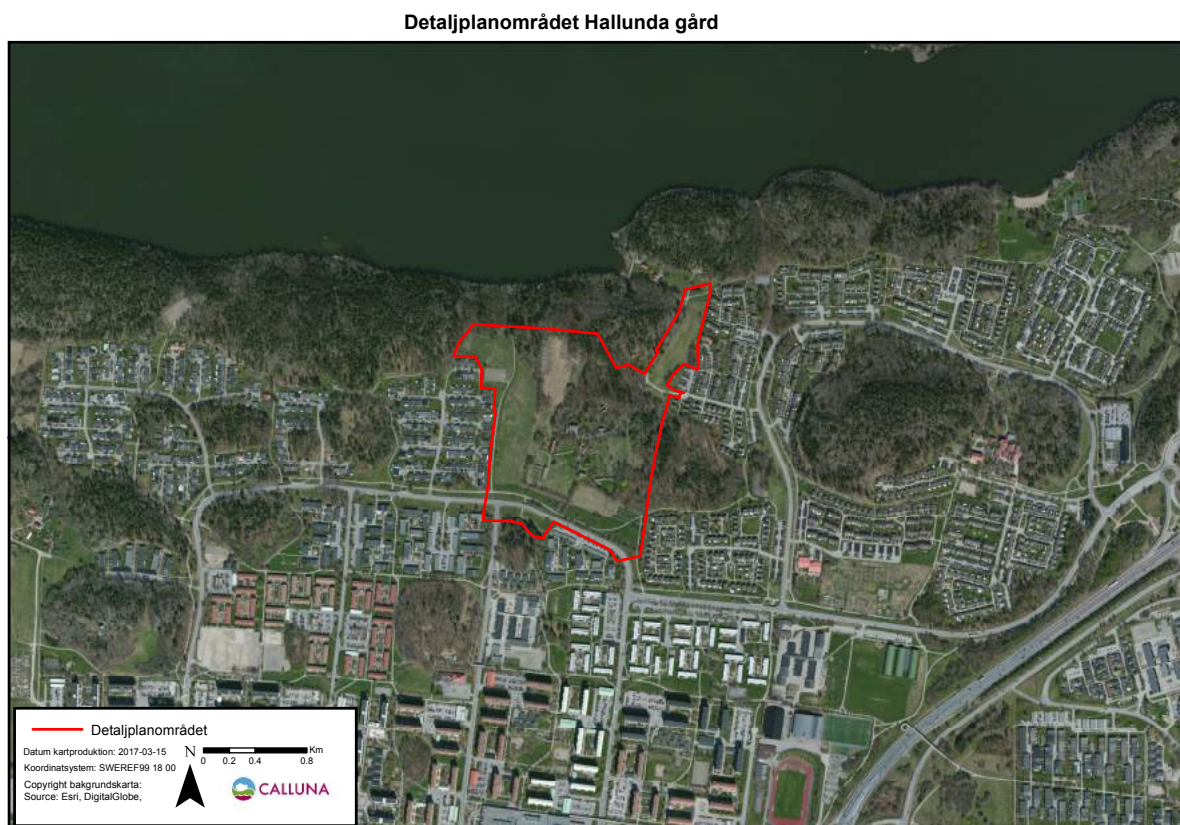 Detaljplanområdet Hallunda gård
Detaljplanområdet
Datum kartproduktion: 2017-03-15
Koordinatsystem: SWEREF99 18 00
Copyright bakgrundskarta:
Source: Esri, DigitalGlobe,
N
Km
0 0.2 0.4 0.8
CALLUNA